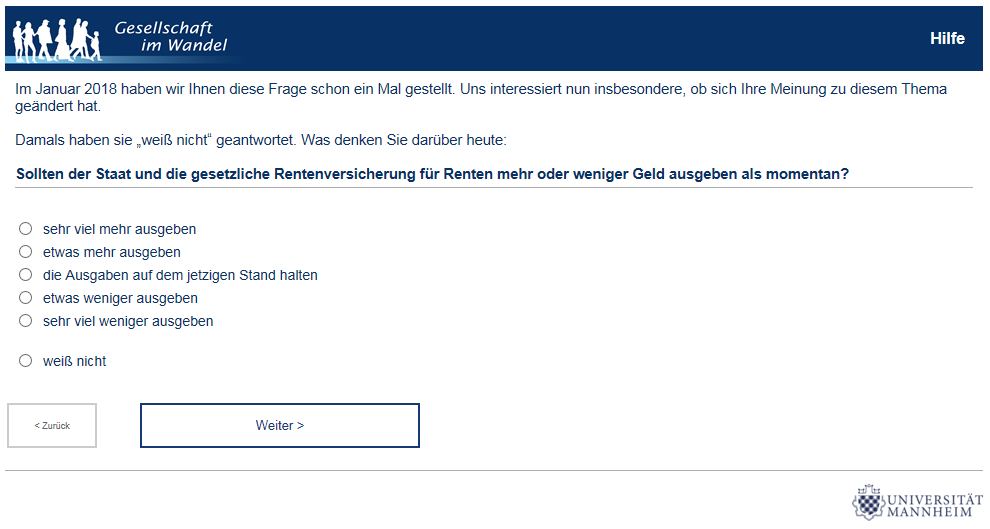 Gesellschaft
im Wandel
Hilfe
Im Januar 2018 haben wir Ihnen diese Frage schon ein Mal gestellt. Uns interessiert nun insbesondere, ob sich Ihre Meinung zu diesem Thema
geändert hat.
Damals haben sie „weiß nicht“ geantwortet. Was denken Sie darüber heute:
Sollten der Staat und die gesetzliche Rentenversicherung für Renten mehr oder weniger Geld ausgeben als momentan?
sehr viel mehr ausgeben
etwas mehr ausgeben
die Ausgaben auf dem jetzigen Stand halten
etwas weniger ausgeben
sehr viel weniger ausgeben
weiß nicht
< Zurück
Weiter >
UNIVERSITÄT
MANNHEIM